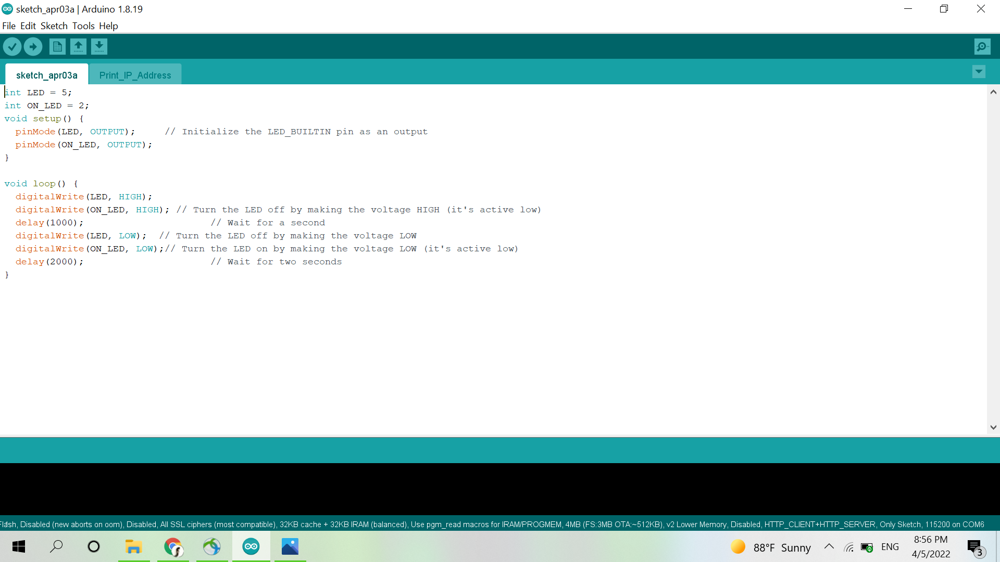 sketch_apr03a | Arduino 1.8.19
File Edit Sketch Tools Help
sketch_apr03a
Print_IP_Address
int LED = 5;
int ON_LED = 2;
void setup() {
  pinMode(LED, OUTPUT);     // Initialize the LED_BUILTIN pin as an output
  pinMode(ON_LED, OUTPUT);
}
void loop() {
  digitalWrite(LED, HIGH);
  digitalWrite(ON_LED, HIGH); // Turn the LED off by making the voltage HIGH (it's active low)
  delay(1000);                      // Wait for a second
  digitalWrite(LED, LOW);  // Turn the LED off by making the voltage LOW
  digitalWrite(ON_LED, LOW);// Turn the LED on by making the voltage LOW (it's active low)
  delay(2000);                      // Wait for two seconds
}
Flash, Disabled (new aborts on oom), Disabled, All SSL ciphers (most compatible), 32KB cache + 32KB IRAM (balanced), Use pgm_read macros for IRAM/PROGMEM, 4MB (FS:3MB OTA:~512KB), v2 Lower Memory, Disabled, HTTP_CLIENT+HTTP_SERVER, Only Sketch, 115200 on COM6
88°F Sunny
ENG
8:56 PM
4/5/2022
3